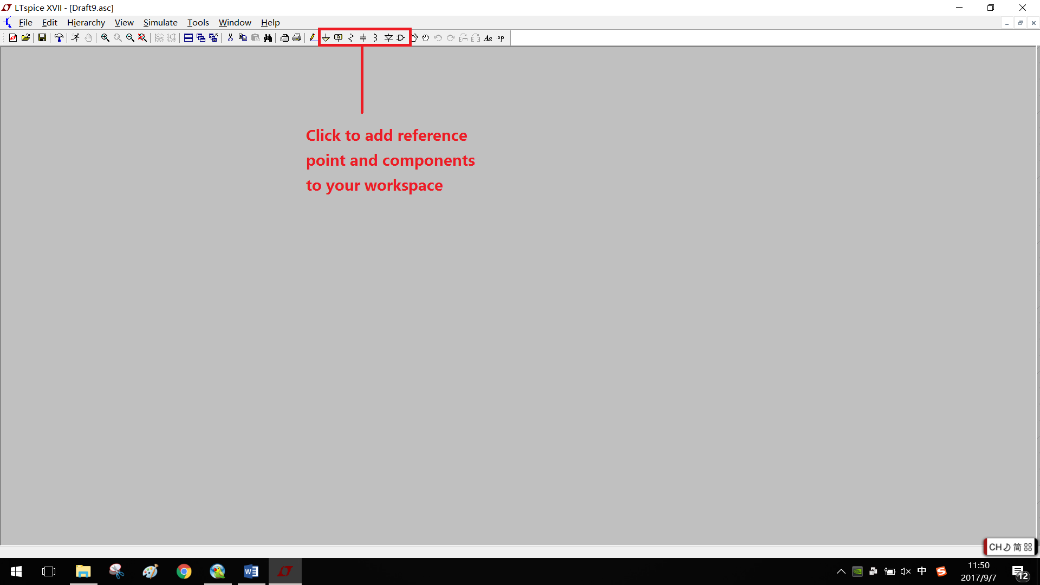 LTspice XVII - [Draft9.asc]
File Edit Hierarchy View Simulate Tools Window Help
Click to add reference
point and components
to your workspace
CH 简
中
11:50
2017/9/7
12